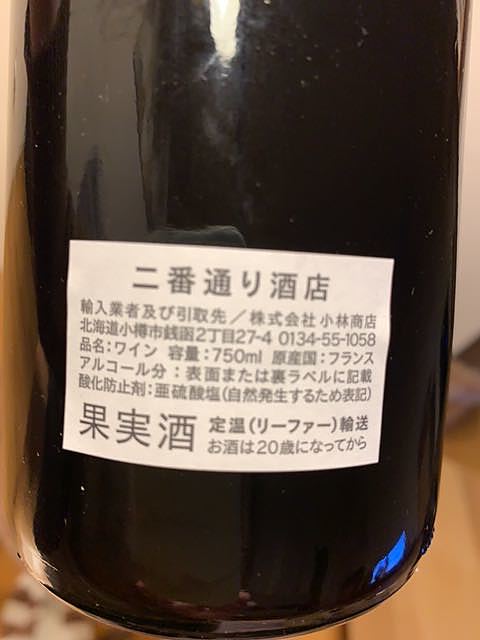 二番通り酒店
輸入業者及び引取先／株式会社 小林商店
北海道小樽市銭函2丁目27-4 0134-55-1058
品名：ワイン 容量：750ml 原産国：フランス
アルコール分：表面または裏ラベルに記載
酸化防止剤：亜硫酸塩（自然発生するため表記）
果実酒 定温（リーファー）輸送
お酒は20歳になってから